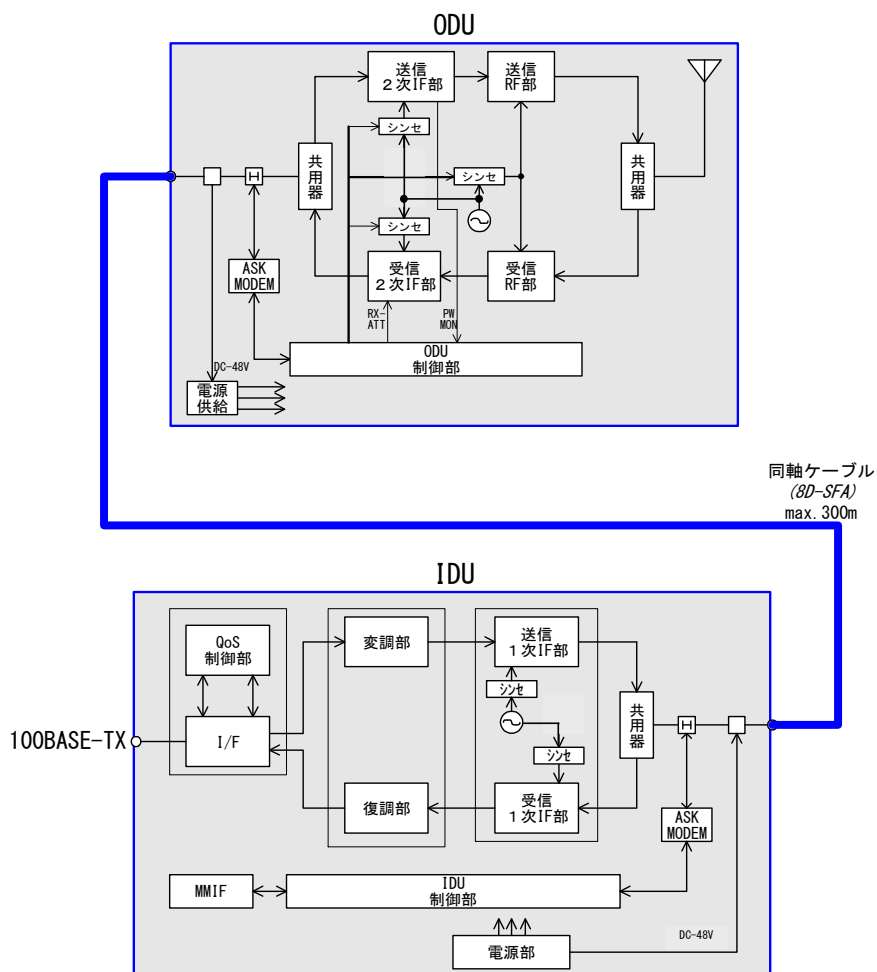 ODU
送信
2次IF部
送信
RF部
シンセ
共用器
シンセ
共用器
シンセ
ASK
MODEM
受信
2次IF部
受信
RF部
RX-
ATT
PW
MON
ODU
制御部
DC-48V
電源
供給
同軸ケーブル
(8D-SFA)
max.300m
IDU
QoS
制御部
変調部
送信
1次IF部
シンセ
共用器
100BASE-TX
I/F
シンセ
復調部
受信
1次IF部
ASK
MODEM
MMIF
IDU
制御部
DC-48V
電源部